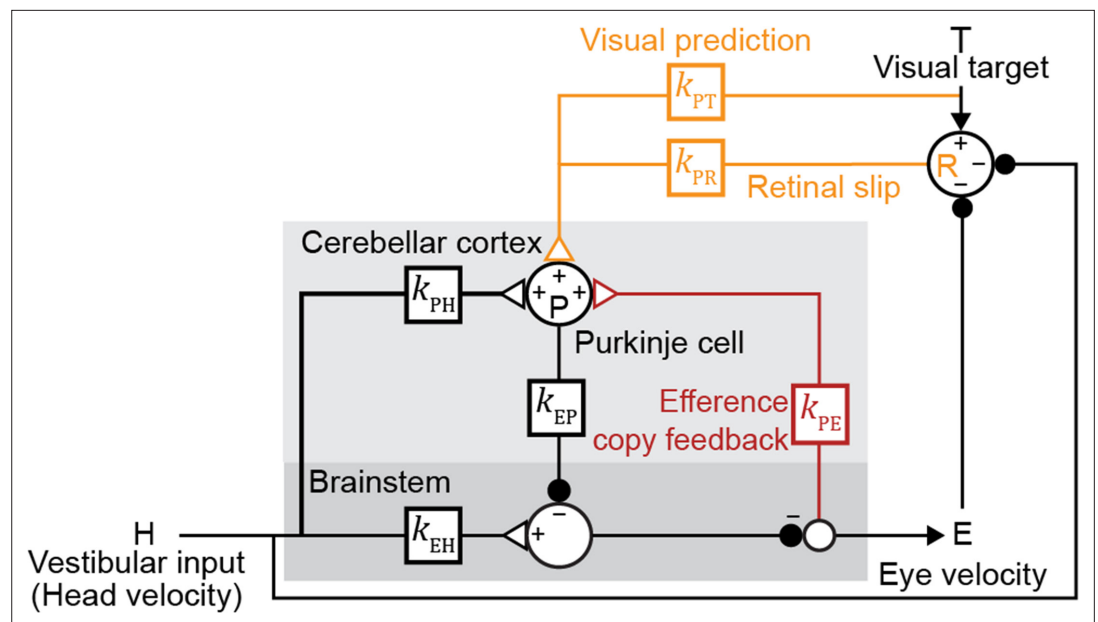 Visual prediction
T
Visual target
kPT
+
R
−
−
kPR
Retinal slip
Cerebellar cortex
kPH
+
+
+
P
Purkinje cell
kEP
Efference
copy feedback
kPE
Brainstem
H
Vestibular input
(Head velocity)
kEH
+
−
−
E
Eye velocity